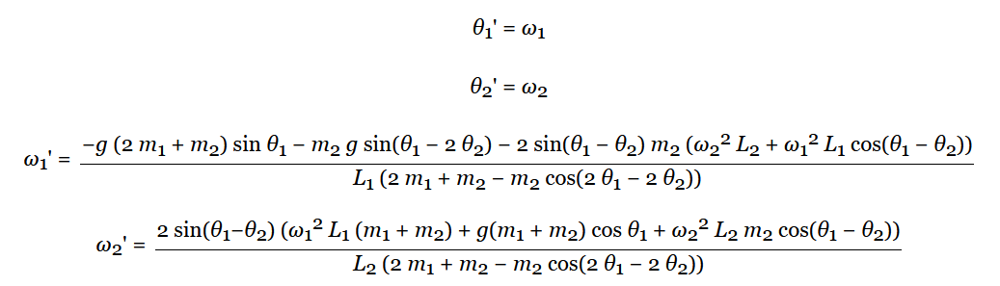 θ₁' = ω₁
θ₂' = ω₂
ω₁' = −g (2 m₁ + m₂) sin θ₁ − m₂ g sin(θ₁ − 2 θ₂) − 2 sin(θ₁ − θ₂) m₂ (ω₂² L₂ + ω₁² L₁ cos(θ₁ − θ₂))
L₁ (2 m₁ + m₂ − m₂ cos(2 θ₁ − 2 θ₂))
ω₂' = 2 sin(θ₁−θ₂) (ω₁² L₁ (m₁ + m₂) + g(m₁ + m₂) cos θ₁ + ω₂² L₂ m₂ cos(θ₁ − θ₂))
L₂ (2 m₁ + m₂ − m₂ cos(2 θ₁ − 2 θ₂))